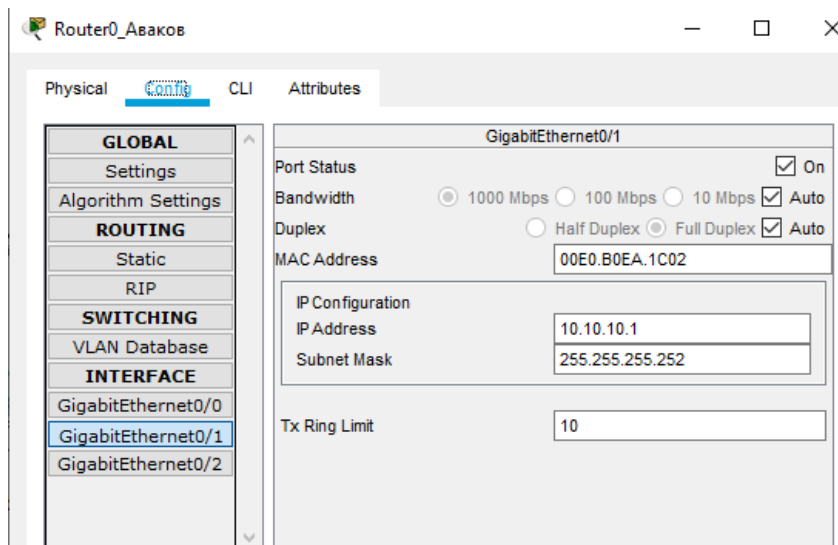 Router0_Аваков
Physical Config CLI Attributes
GLOBAL
Settings
Algorithm Settings
ROUTING
Static
RIP
SWITCHING
VLAN Database
INTERFACE
GigabitEthernet0/0
GigabitEthernet0/1
GigabitEthernet0/2
GigabitEthernet0/1
Port Status On
Bandwidth 1000 Mbps 100 Mbps 10 Mbps Auto
Duplex Half Duplex Full Duplex Auto
MAC Address 00E0.B0EA.1C02
IP Configuration
IP Address 10.10.10.1
Subnet Mask 255.255.255.252
Tx Ring Limit 10